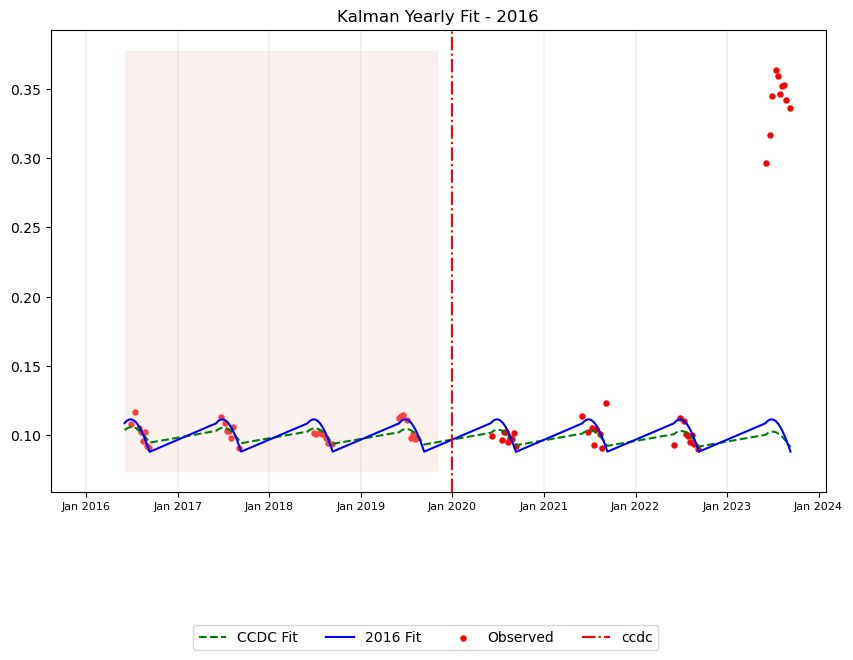 Kalman Yearly Fit - 2016
0.35
0.30
0.25
0.20
0.15
0.10
Jan 2016 Jan 2017 Jan 2018 Jan 2019 Jan 2020 Jan 2021 Jan 2022 Jan 2023 Jan 2024
CCDC Fit 2016 Fit Observed ccdc